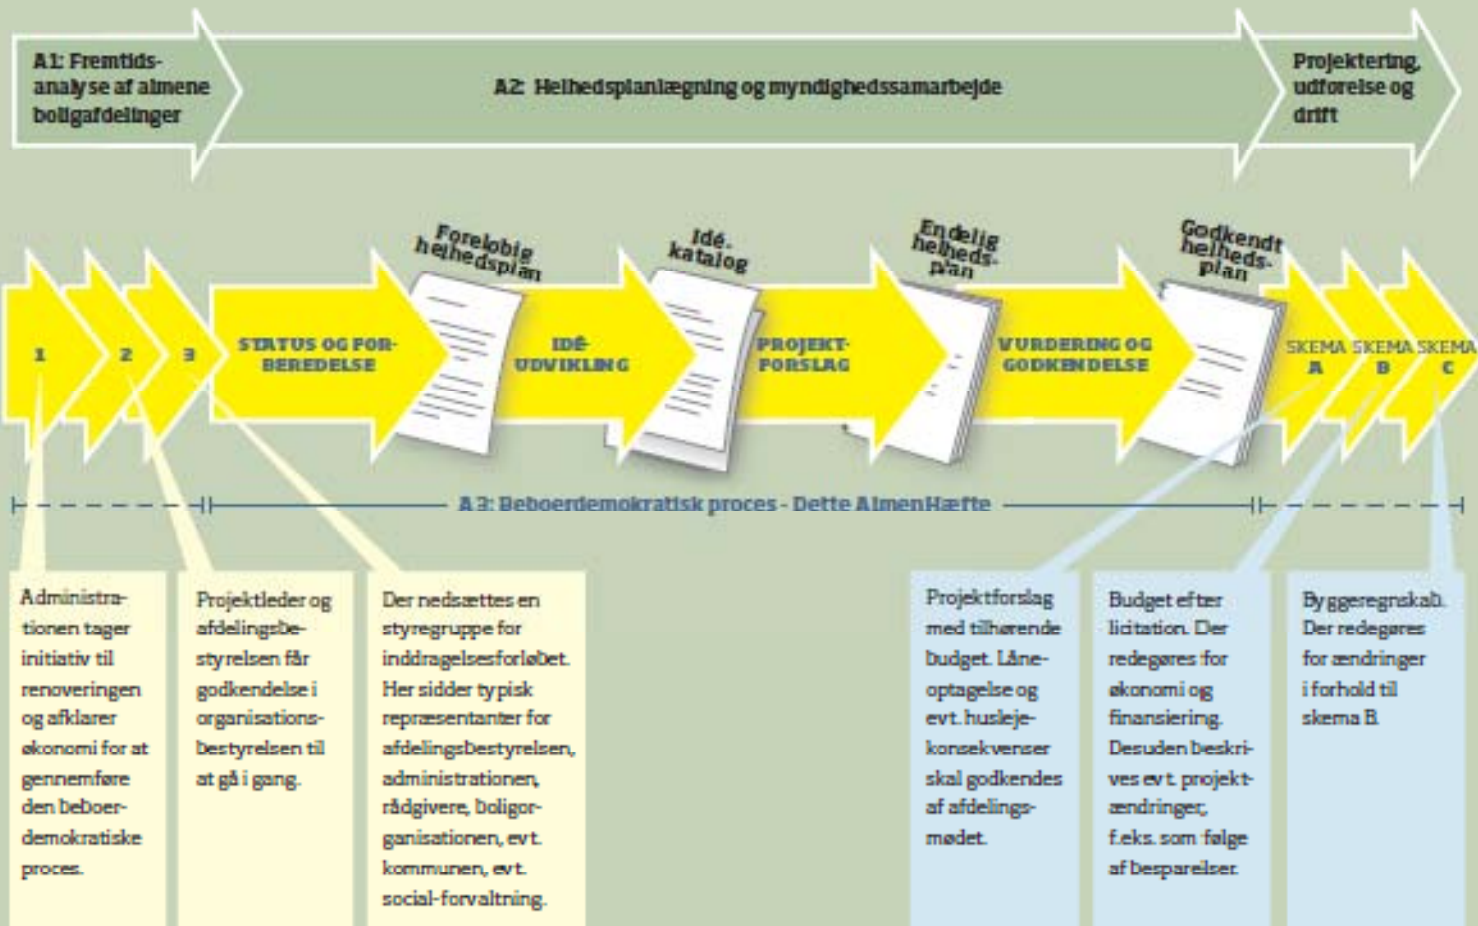 A1: Fremtids-
analyse af almene
boligafdelinger
A2: Helhedsplanlægning og myndighedssamarbejde
Projektering,
udførelse og
drift
Foreløbig
helhedsplan
Idé-
katalog
Endelig
helheds-
plan
Godkendt
helheds-
plan
1
2
3
STATUS OG FOR-
BEREDELSE
IDÉ-
UDVIKLING
PROJEKT-
FORSLAG
VURDERING OG
GODKENDELSE
SKEMA
A
SKEMA
B
SKEMA
C
A3: Beboerdemokratisk proces - Dette AlmenHæfte
Administra-
tionen tager
initiativ til
renoveringen
og afklarer
økonomi for at
gennemføre
den beboer-
demokratiske
proces.
Projektleder og
afdelingsbe-
styrelsen får
godkendelse i
organisations-
bestyrelsen til
at gå i gang.
Der nedsættes en
styregruppe for
inddragelsesforløbet.
Her sidder typisk
repræsentanter for
afdelingsbestyrelsen,
administrationen,
rådgivere, boligor-
ganisationen, evt.
kommunen, evt.
social-forvaltning.
Projektforslag
med tilhørende
budget. Låne-
optagelse og
evt. husleje-
konsekvenser
skal godkendes
af afdelings-
mødet.
Budget efter
licitation. Der
redegøres for
økonomi og
finansiering.
Desuden beskri-
ves evt. projekt-
ændringer,
f.eks. som følge
af besparelser.
Byggeregnskab.
Der redegøres
for ændringer
i forhold til
skema B.